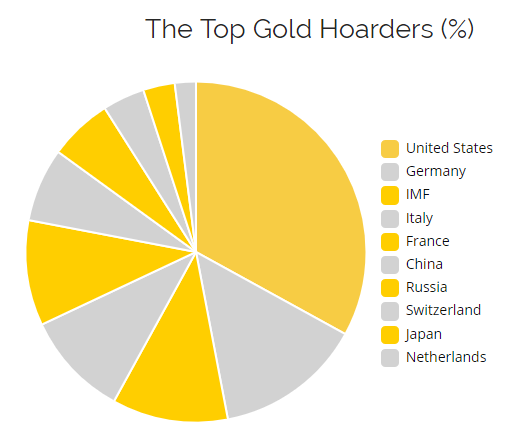 The Top Gold Hoarders (%)
United States
Germany
IMF
Italy
France
China
Russia
Switzerland
Japan
Netherlands